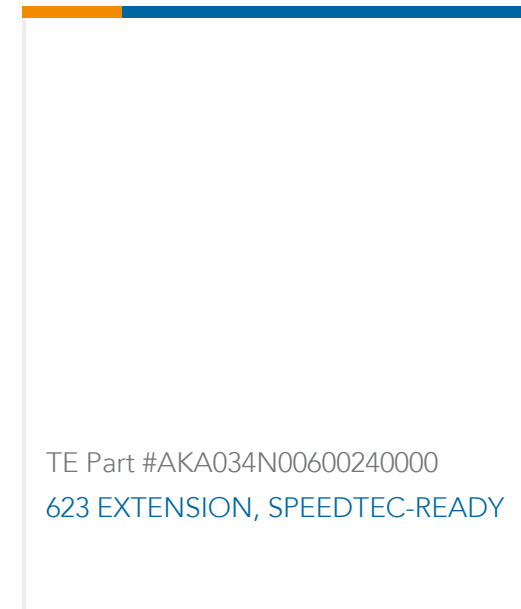 TE Part #AKA034N00600240000
623 EXTENSION, SPEEDTEC-READY